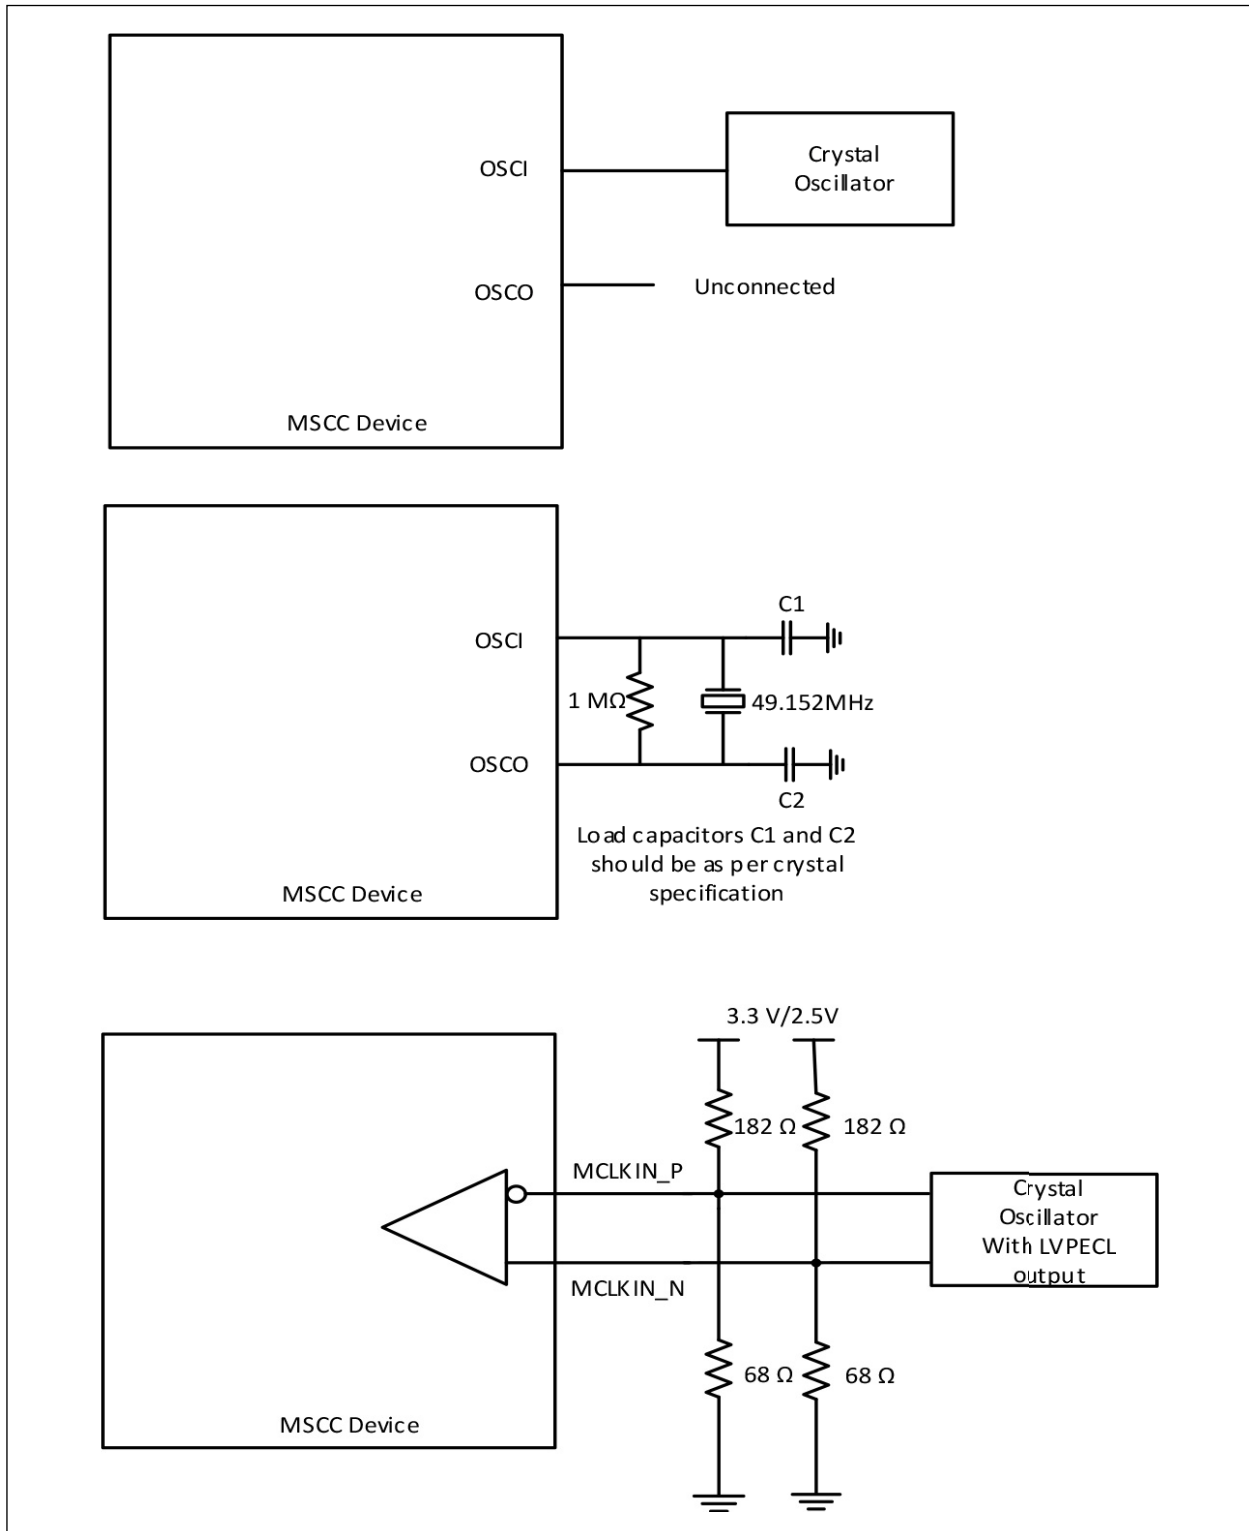 Crystal
Oscillator
OSCI
OSCO
Unconnected
MSCC Device
C1
OSCI
1 MΩ
49.152MHz
OSCO
C2
Load capacitors C1 and C2
should be as per crystal
specification
MSCC Device
3.3 V/2.5V
182 Ω
182 Ω
MCLKIN_P
Crystal
Oscillator
With LVPECL
output
MCLKIN_N
68 Ω
68 Ω
MSCC Device